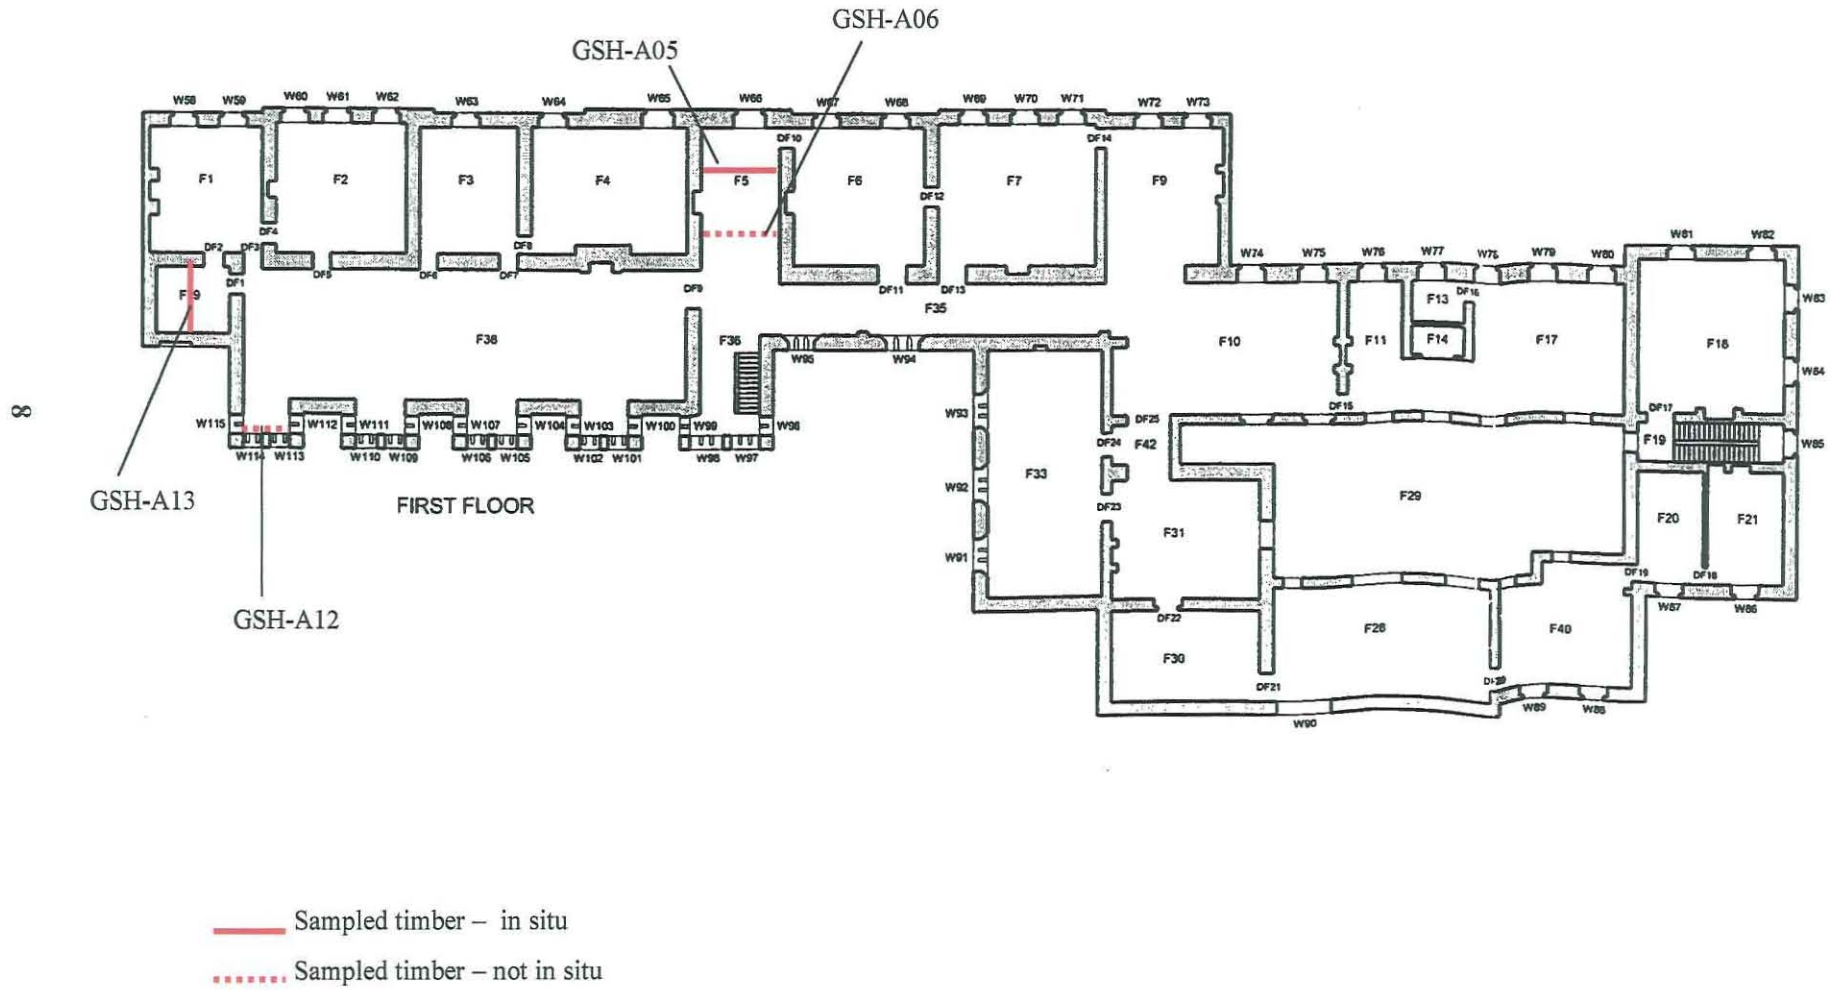 GSH-A06
GSH-A05
W58 W59 W60 W61 W62 W63 W64 W65 W66 W67 W68 W69 W70 W71 W72 W73
DF10 DF14
F1 F2 F3 F4 F5 F6 F7 F9
DF12
DF2 DF3 DF4 DF5 DF6 DF7 DF8
W74 W75 W76 W77 W78 W79 W80 W81 W82
DF1 DF9 DF11 DF13
F13 DF16 W83
F35
F38 F36 F10 F11 F14 F17 F18
W95 W94 W84
DF15
W115 W112 W111 W108 W107 W104 W103 W100 W99 W98 W93 DF25 DF17
W114 W113 W110 W109 W106 W105 W102 W101 W96 W97 DF24 F42 F19 W85
8
GSH-A13
FIRST FLOOR
F33 W92 F29
DF23 F20 F21
F31
W91
DF19 DF18
GSH-A12
DF22 W87 W86
F28 F40
F30
DF21
W90 W89 W88
Sampled timber – in situ
Sampled timber – not in situ